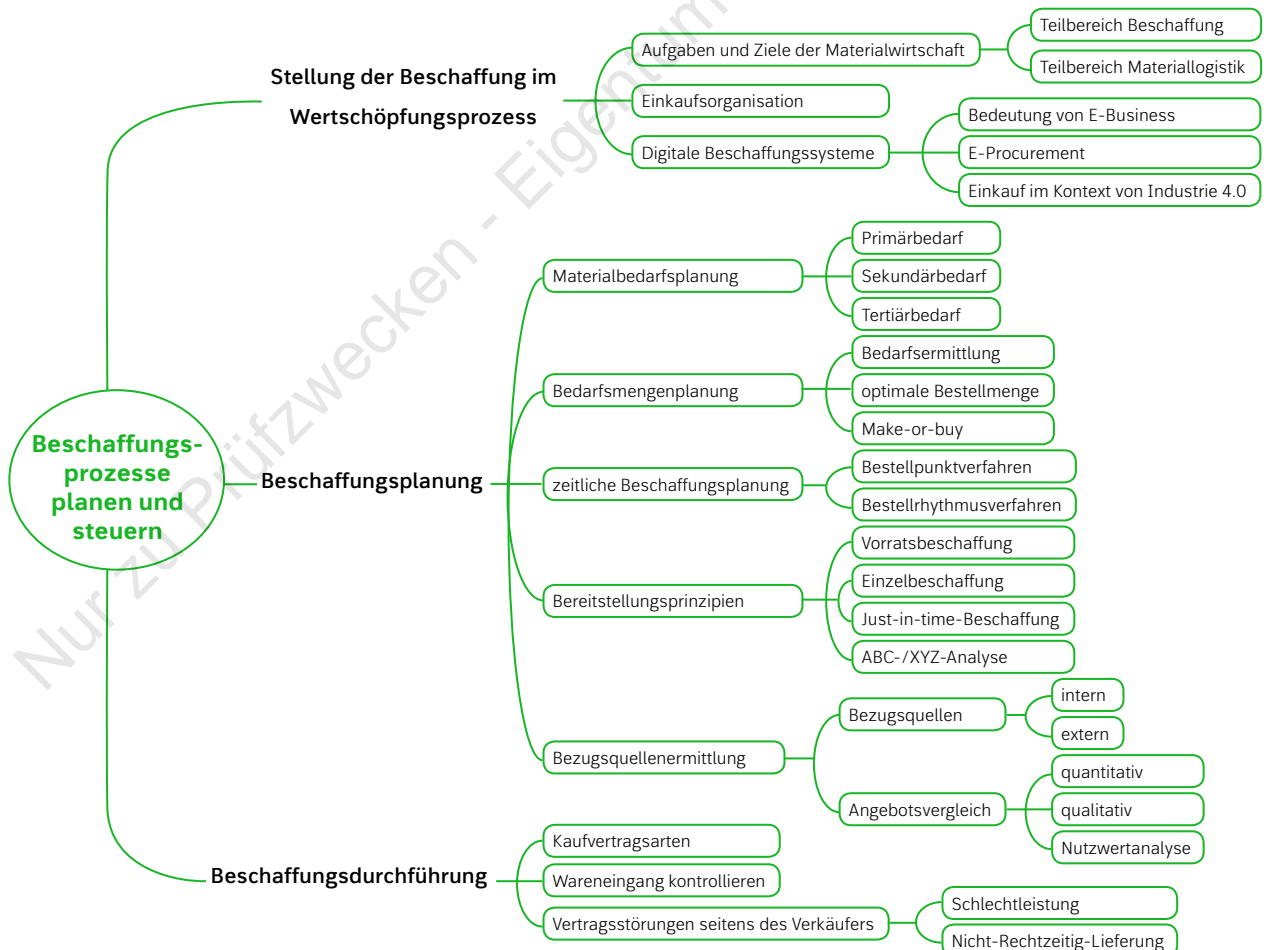 Beschaffungs-
prozesse
planen und
steuern
Stellung der Beschaffung im
Wertschöpfungsprozess
Aufgaben und Ziele der Materialwirtschaft
Teilbereich Beschaffung
Teilbereich Materiallogistik
Einkaufsorganisation
Digitale Beschaffungssysteme
Bedeutung von E-Business
E-Procurement
Einkauf im Kontext von Industrie 4.0
Beschaffungsplanung
Materialbedarfsplanung
Primärbedarf
Sekundärbedarf
Tertiärbedarf
Bedarfsmengenplanung
Bedarfsermittlung
optimale Bestellmenge
Make-or-buy
zeitliche Beschaffungsplanung
Bestellpunktverfahren
Bestellrhythmusverfahren
Bereitstellungsprinzipien
Vorratsbeschaffung
Einzelbeschaffung
Just-in-time-Beschaffung
ABC-/XYZ-Analyse
Bezugsquellenermittlung
Bezugsquellen
intern
extern
Angebotsvergleich
quantitativ
qualitativ
Nutzwertanalyse
Beschaffungsdurchführung
Kaufvertragsarten
Wareneingang kontrollieren
Vertragsstörungen seitens des Verkäufers
Schlechtleistung
Nicht-Rechtzeitig-Lieferung
Nur zu Prüfzwecken - Eigentum